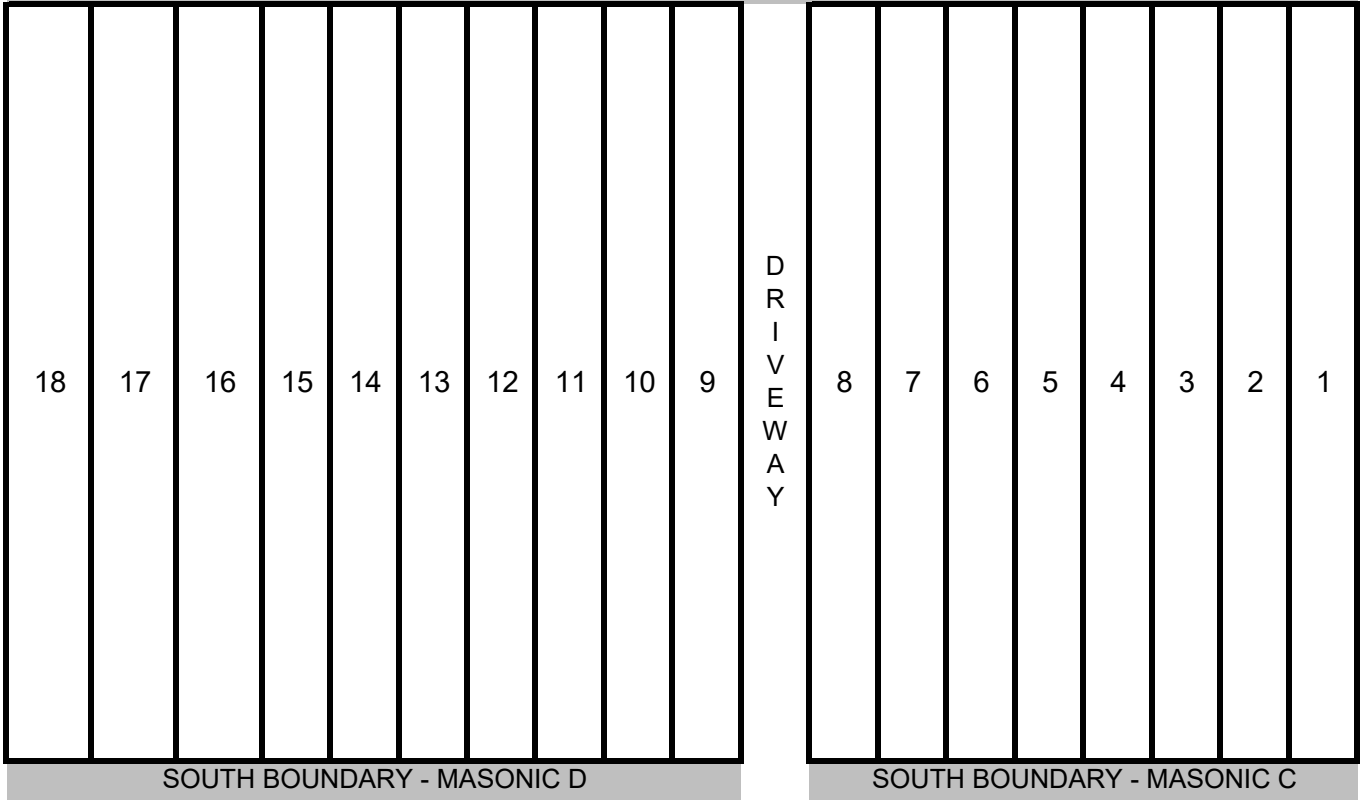 D
R
I
V
E
W
A
Y
18 17 16 15 14 13 12 11 10 9 8 7 6 5 4 3 2 1
SOUTH BOUNDARY - MASONIC D SOUTH BOUNDARY - MASONIC C